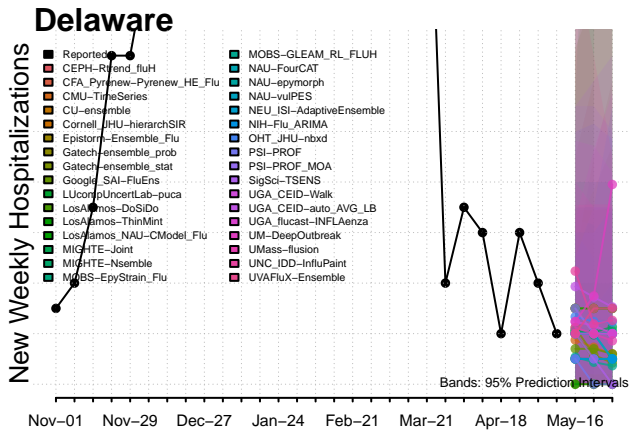 Delaware
New Weekly Hospitalizations
Reported
CEPH−Rtrend_fluH
CFA_Pyrenew−Pyrenew_HE_Flu
CMU−TimeSeries
CU−ensemble
Cornell_JHU−hierarchSIR
Epistorm−Ensemble_Flu
Gatech−ensemble_prob
Gatech−ensemble_stat
Google_SAI−FluEns
LUcompUncertLab−puca
LosAlamos−DoSiDo
LosAlamos−ThinMint
LosAlamos_NAU−CModel_Flu
MIGHTE−Joint
MIGHTE−Nsemble
MOBS−EpyStrain_Flu
MOBS−GLEAM_RL_FLUH
NAU−FourCAT
NAU−epymorph
NAU−vulPES
NEU_ISI−AdaptiveEnsemble
NIH−Flu_ARIMA
OHT_JHU−nbxd
PSI−PROF
PSI−PROF_MOA
SigSci−TSENS
UGA_CEID−Walk
UGA_CEID−auto_AVG_LB
UGA_flucast−INFLAenza
UM−DeepOutbreak
UMass−flusion
UNC_IDD−InfluPaint
UVAFluX−Ensemble
Bands: 95% Prediction Intervals
Nov−01 Nov−29 Dec−27 Jan−24 Feb−21 Mar−21 Apr−18 May−16